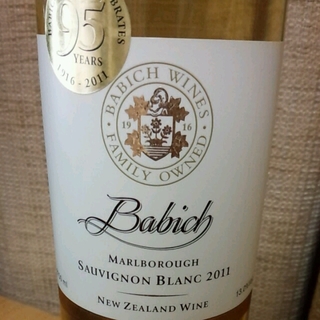 95
YEARS
1916 - 2011
BABICH WINES
19 16
FAMILY OWNED
Babich
MARLBOROUGH
SAUVIGNON BLANC 2011
NEW ZEALAND WINE